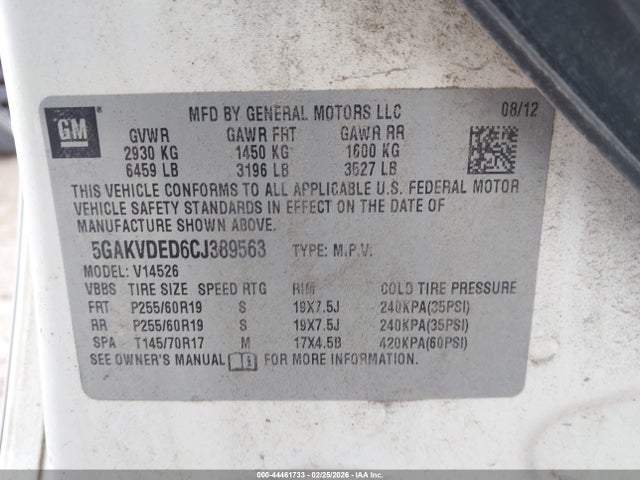 GM
MFD BY GENERAL MOTORS LLC 08/12
GVWR GAWR FRT GAWR RR
2930 KG 1450 KG 1600 KG
6459 LB 3196 LB 3527 LB
THIS VEHICLE CONFORMS TO ALL APPLICABLE U.S. FEDERAL MOTOR
VEHICLE SAFETY STANDARDS IN EFFECT ON THE DATE OF
MANUFACTURE SHOWN ABOVE.
5GAKVDED6CJ389563 TYPE: M.P.V.
MODEL: V14526
VBBS TIRE SIZE SPEED RTG RIM COLD TIRE PRESSURE
FRT P255/60R19 S 19X7.5J 240KPA(35PSI)
RR P255/60R19 S 19X7.5J 240KPA(35PSI)
SPA T145/70R17 M 17X4.5B 420KPA(60PSI)
SEE OWNER'S MANUAL FOR MORE INFORMATION.
000-44461733 - 02/25/2026 - Copyright IAA